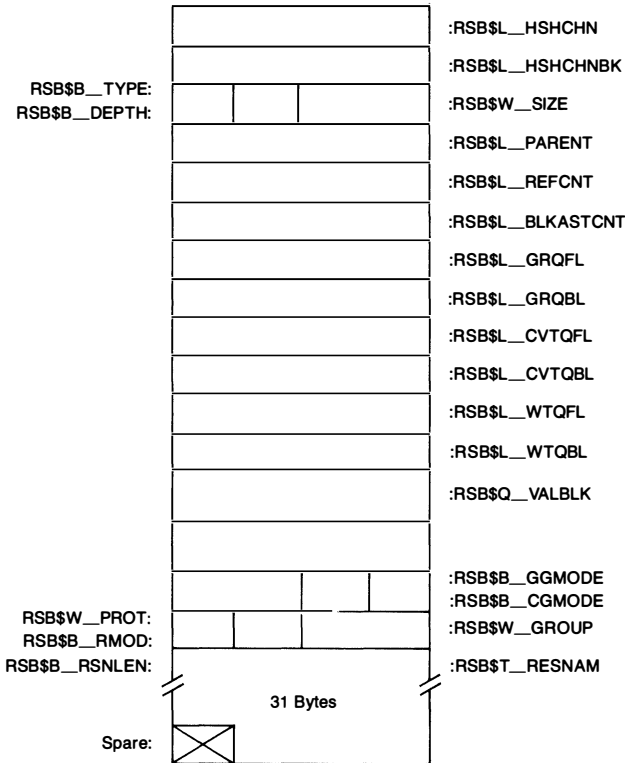 :RSB$L__HSHCHN
:RSB$L__HSHCHNBK
RSB$B__TYPE:
RSB$B__DEPTH:
:RSB$W__SIZE
:RSB$L__PARENT
:RSB$L__REFCNT
:RSB$L__BLKASTCNT
:RSB$L__GRQFL
:RSB$L__GRQBL
:RSB$L__CVTQFL
:RSB$L__CVTQBL
:RSB$L__WTQFL
:RSB$L__WTQBL
:RSB$Q__VALBLK
:RSB$B__GGMODE
:RSB$B__CGMODE
RSB$W__PROT:
:RSB$W__GROUP
RSB$B__RMOD:
RSB$B__RSNLEN:
:RSB$T__RESNAM
31 Bytes
Spare: